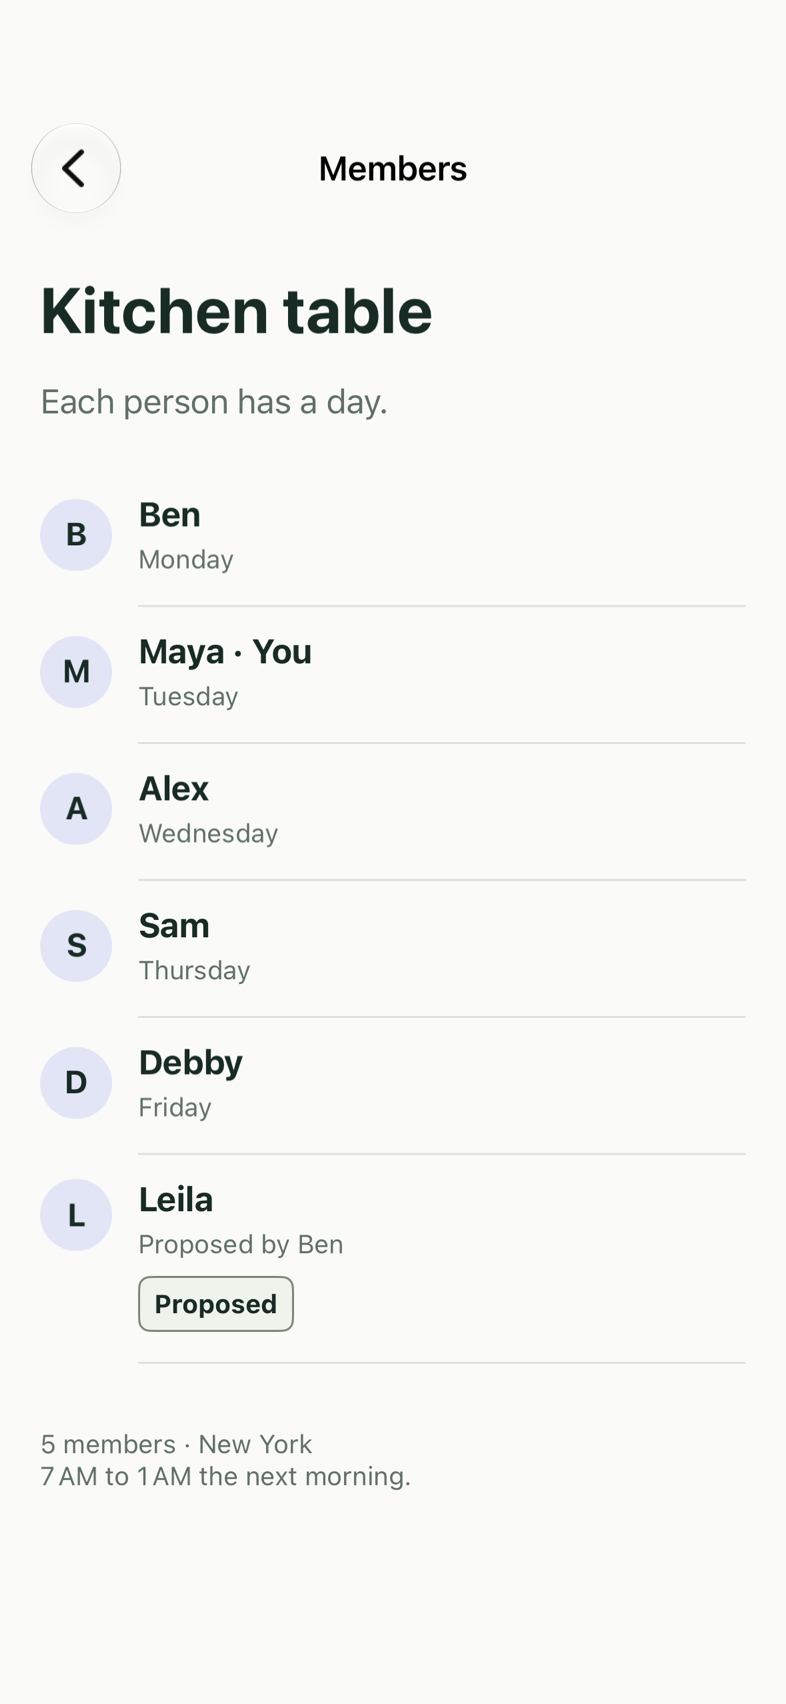 Members
Kitchen table
Each person has a day.
B
Ben
Monday
M
Maya · You
Tuesday
A
Alex
Wednesday
S
Sam
Thursday
D
Debby
Friday
L
Leila
Proposed by Ben
Proposed
5 members · New York
7 AM to 1 AM the next morning.